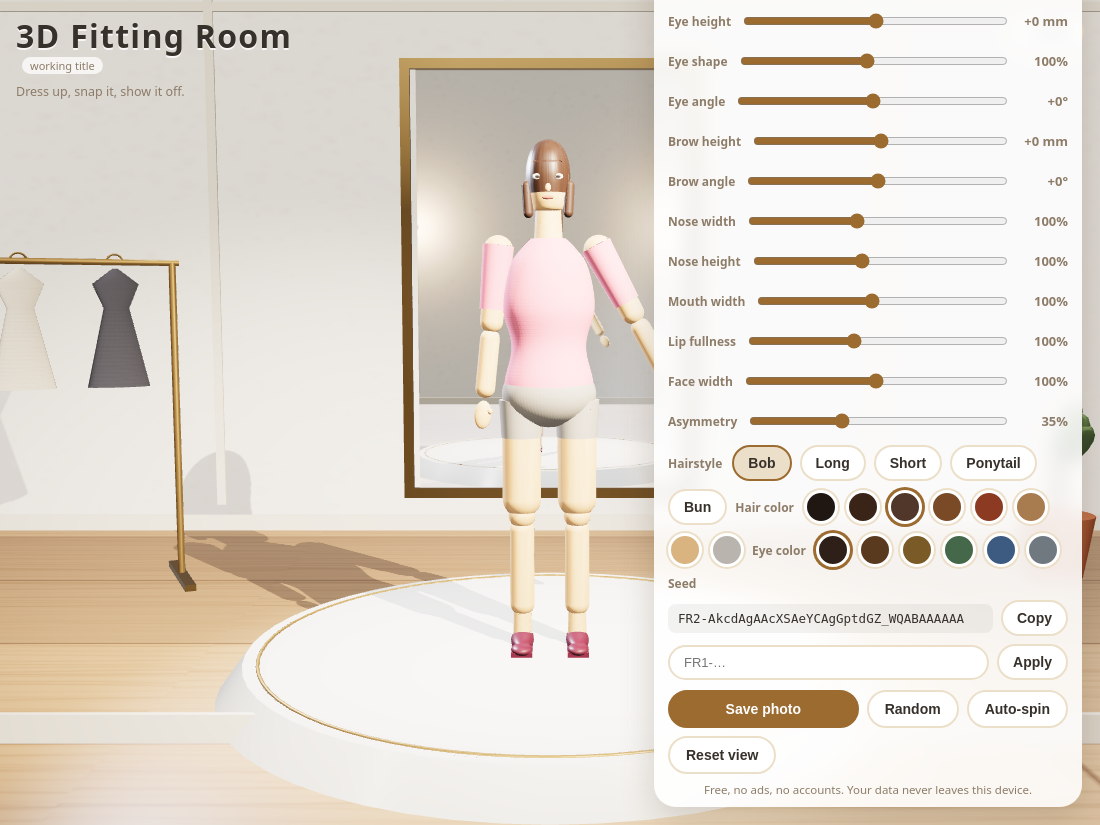 3D Fitting Room
working title
Dress up, snap it, show it off.
Eye height +0 mm
Eye shape 100%
Eye angle +0°
Brow height +0 mm
Brow angle +0°
Nose width 100%
Nose height 100%
Mouth width 100%
Lip fullness 100%
Face width 100%
Asymmetry 35%
Hairstyle Bob Long Short Ponytail
Bun Hair color
Eye color
Seed
FR2-AkcdAgAAcXSAeYCAgGptdGZ_WQABAAAAAA Copy
FR1-… Apply
Save photo Random Auto-spin
Reset view
Free, no ads, no accounts. Your data never leaves this device.